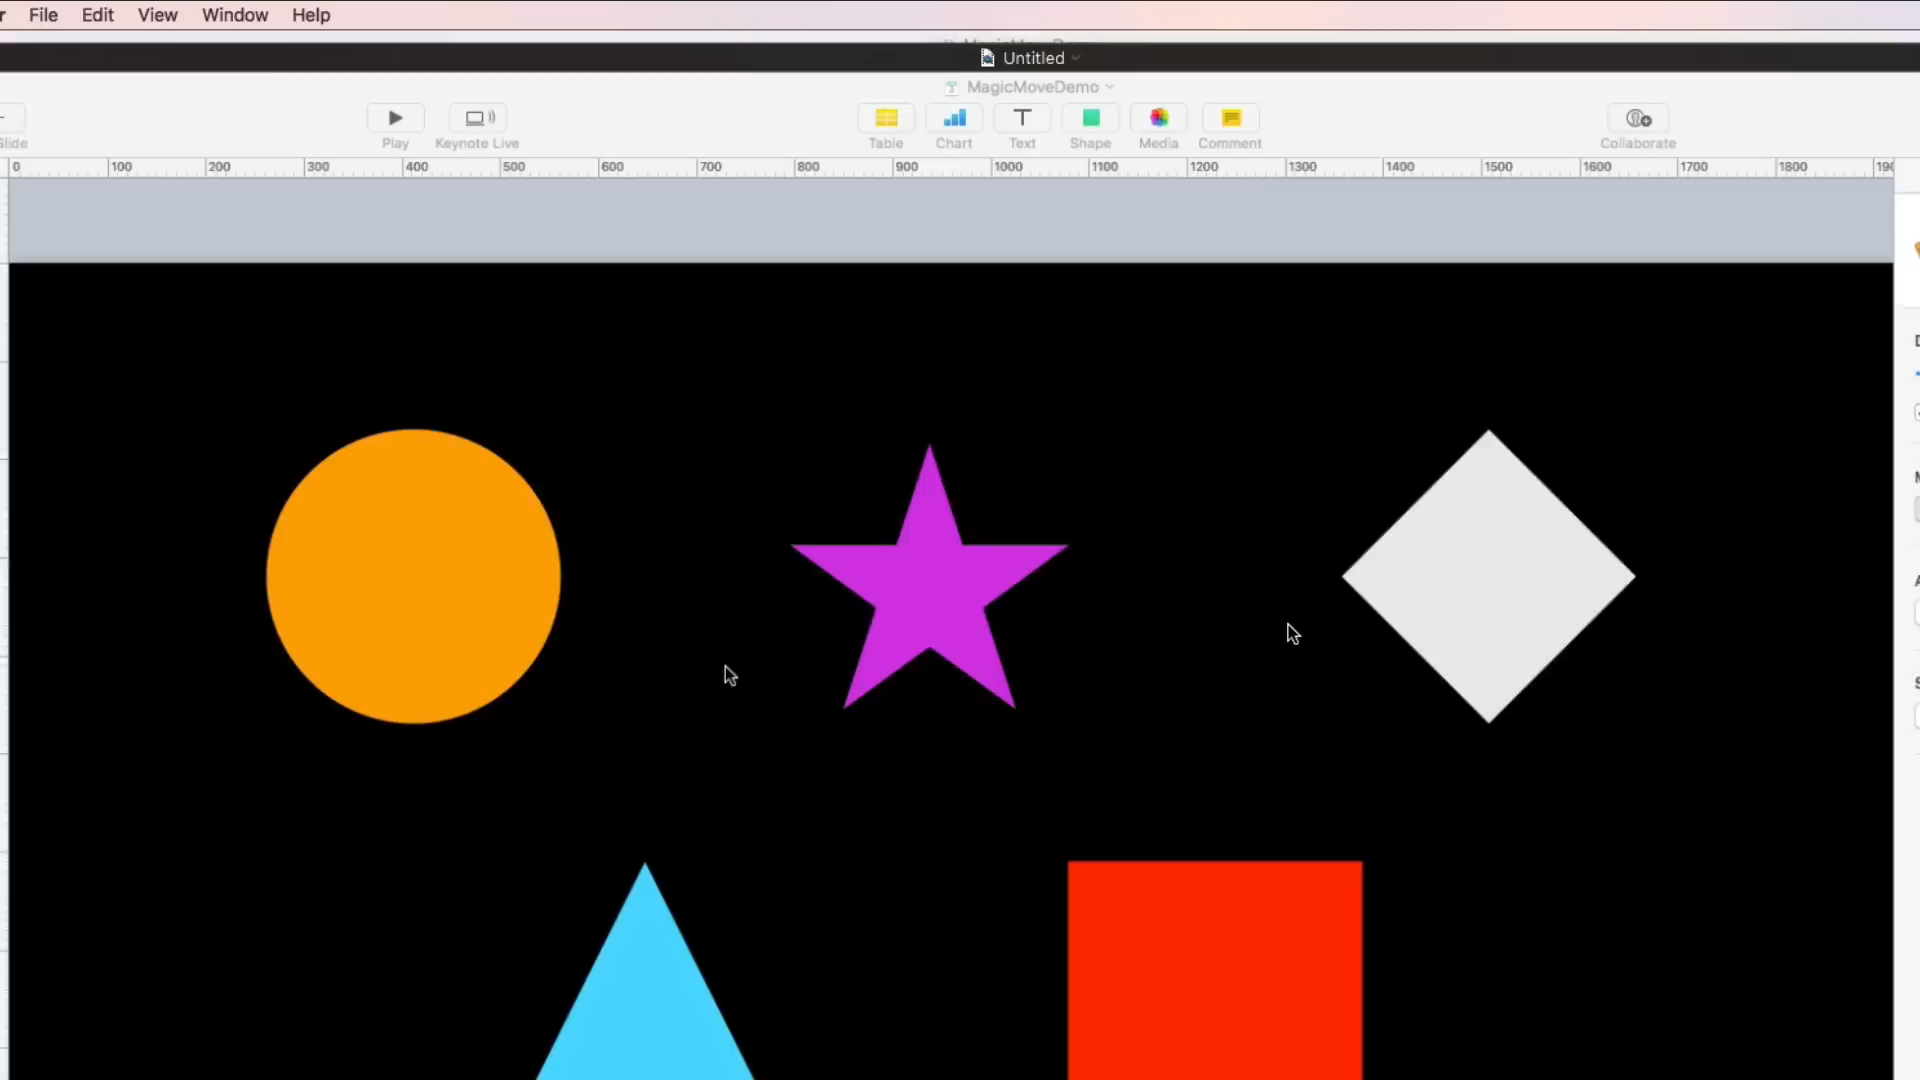 File Edit View Window Help
Untitled
MagicMoveDemo
Play Keynote Live Table Chart Text Shape Media Comment Collaborate
0 100 200 300 400 500 600 700 800 900 1000 1100 1200 1300 1400 1500 1600 1700 1800